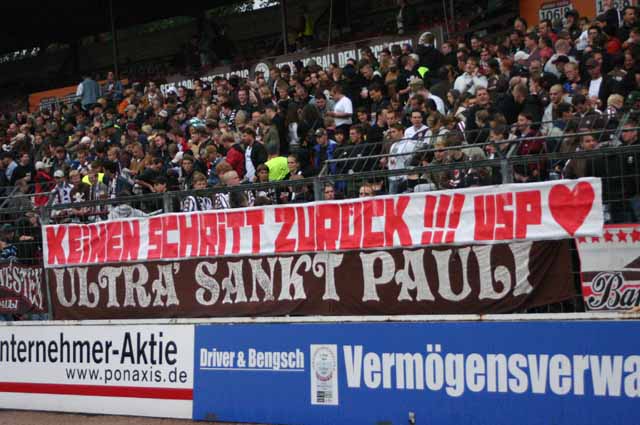 KEINEN SCHRITT ZURÜCK !!! USP
ULTRA' SANKT PAULI
nternehmer-Aktie
www.ponaxis.de
Driver & Bengsch
Vermögensverwa